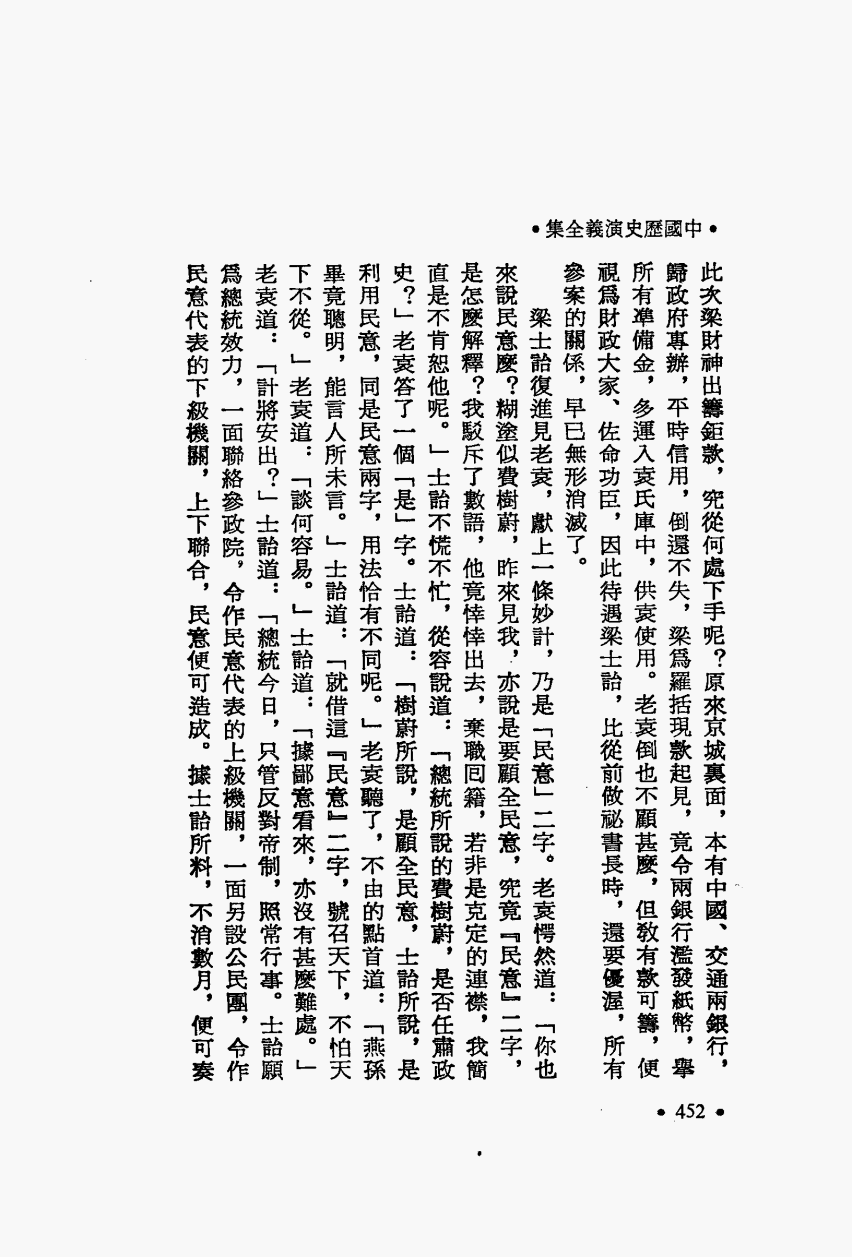 •中國歷史演義全集•
此次梁財神出籌鉅款，究從何處下手呢？原來京城裏面，本有中國、交通兩銀行，
歸政府專辦，平時信用，倒還不失，梁爲羅括現款起見，竟令兩銀行濫發紙幣，舉
所有準備金，多運入袁氏庫中，供袁使用。老袁倒也不顧甚麼，但敎有款可籌，便
視爲財政大家、佐命功臣，因此待遇梁士詒，比從前做祕書長時，還要優渥，所有
參案的關係，早已無形消滅了。
梁士詒復進見老袁，獻上一條妙計，乃是「民意」二字。老袁愕然道：「你也
來說民意麼？糊塗似費樹蔚，昨來見我，亦說是要顧全民意，究竟『民意』二字，
是怎麼解釋？我駁斥了數語，他竟悻悻出去，棄職回籍，若非是克定的連襟，我簡
直是不肯恕他呢。」士詒不慌不忙，從容說道：「總統所說的費樹蔚，是否任肅政
史？」老袁答了一個「是」字。士詒道：「樹蔚所說，是顧全民意，士詒所說，是
利用民意，同是民意兩字，用法恰有不同呢。」老袁聽了，不由的點首道：「燕孫
畢竟聰明，能言人所未言。」士詒道：「就借這『民意』二字，號召天下，不怕天
下不從。」老袁道：「談何容易。」士詒道：「據鄙意看來，亦沒有甚麼難處。」
老袁道：「計將安出？」士詒道：「總統今日，只管反對帝制，照常行事。士詒願
爲總統效力，一面聯絡參政院，令作民意代表的上級機關，一面另設公民團，令作
民意代表的下級機關，上下聯合，民意便可造成。據士詒所料，不消數月，便可奏
•452•